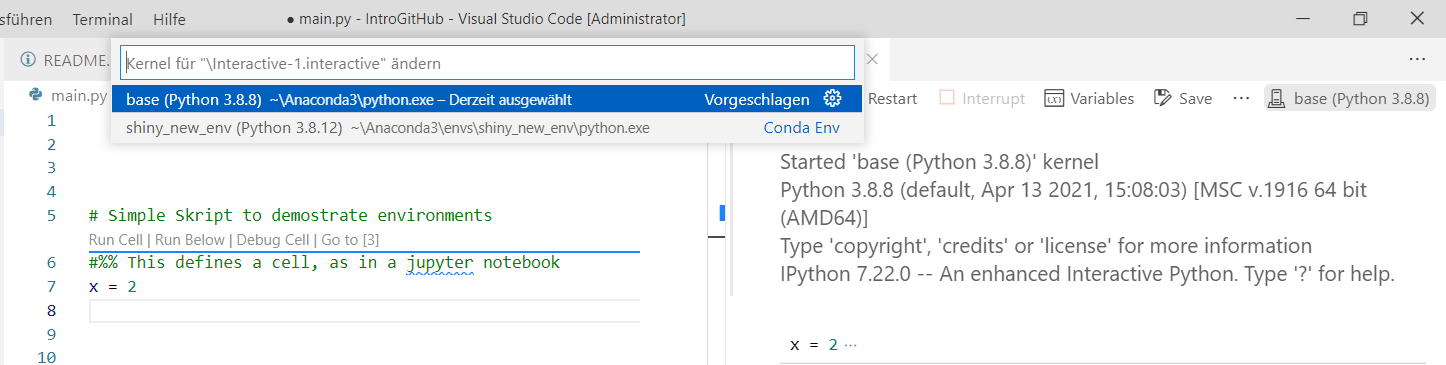 sführen Terminal Hilfe ● main.py - IntroGitHub - Visual Studio Code [Administrator]
README.
Kernel für "\Interactive-1.interactive" ändern
main.py
base (Python 3.8.8) ~\Anaconda3\python.exe – Derzeit ausgewählt Vorgeschlagen
shiny_new_env (Python 3.8.12) ~\Anaconda3\envs\shiny_new_env\python.exe Conda Env
Restart Interrupt Variables Save ··· base (Python 3.8.8)
1
2
3
4
5 # Simple Skript to demostrate environments
Run Cell | Run Below | Debug Cell | Go to [3]
6 #%% This defines a cell, as in a jupyter notebook
7 x = 2
8
9
10
Started 'base (Python 3.8.8)' kernel
Python 3.8.8 (default, Apr 13 2021, 15:08:03) [MSC v.1916 64 bit
(AMD64)]
Type 'copyright', 'credits' or 'license' for more information
IPython 7.22.0 -- An enhanced Interactive Python. Type '?' for help.
x = 2 ···